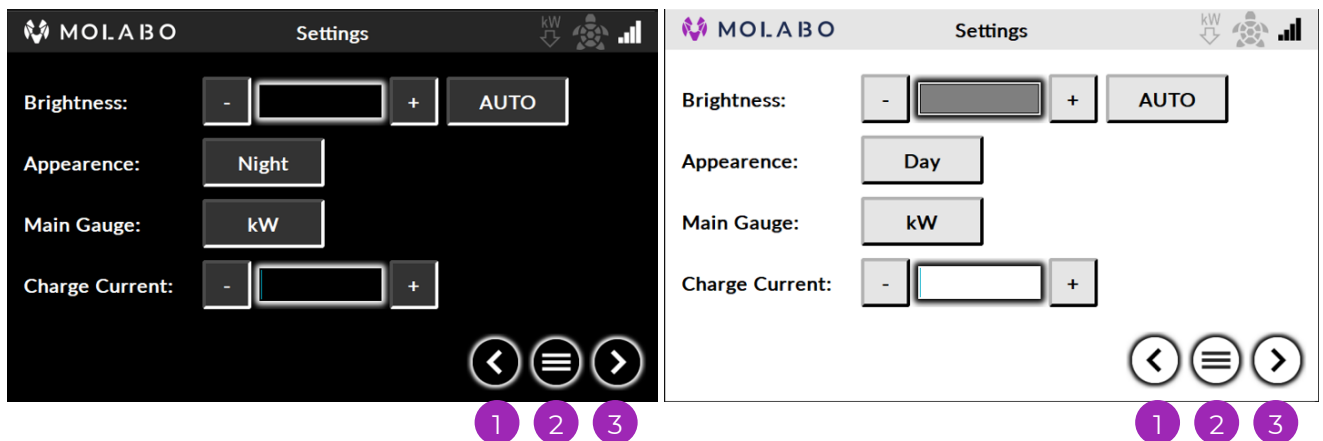 MOLABO Settings kW
Brightness: - + AUTO
Appearence: Night
Main Gauge: kW
Charge Current: - +
1 2 3
MOLABO Settings kW
Brightness: - + AUTO
Appearence: Day
Main Gauge: kW
Charge Current: - +
1 2 3